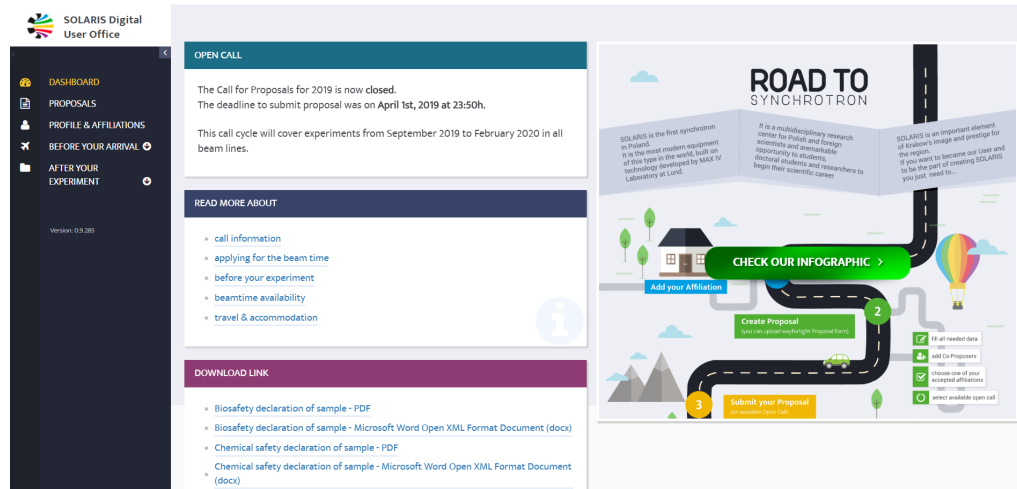 SOLARIS Digital
User Office
DASHBOARD
PROPOSALS
PROFILE & AFFILIATIONS
BEFORE YOUR ARRIVAL
AFTER YOUR
EXPERIMENT
Version: 0.9.285
OPEN CALL
The Call for Proposals for 2019 is now closed.
The deadline to submit proposal was on April 1st, 2019 at 23:50h.
This call cycle will cover experiments from September 2019 to February 2020 in all
beam lines.
READ MORE ABOUT
call information
applying for the beam time
before your experiment
beamtime availability
travel & accommodation
DOWNLOAD LINK
Biosafety declaration of sample - PDF
Biosafety declaration of sample - Microsoft Word Open XML Format Document (docx)
Chemical safety declaration of sample - PDF
Chemical safety declaration of sample - Microsoft Word Open XML Format Document
(docx)
ROAD TO
SYNCHROTRON
SOLARIS is the first synchrotron
in Poland.
It is the most modern equipment
of this type in the world, built on
technology developed by MAX IV
Laboratory at Lund.
It is a multidisciplinary research
center for Polish and foreign
scientists and aremarkable
opportunity to students,
doctoral students and researchers to
begin their scientific career.
SOLARIS is an important element
of Krakow's image and prestige for
the region.
If you want to became our User and
to be the part of creating SOLARIS
you just need to...
CHECK OUR INFOGRAPHIC >
Add your Affiliation
2
Create Proposal
(you can upload wayforlight Proposal form)
fill all needed data
add Co-Proposers
choose one of your
accepted affiliations
select available open call
3
Submit your Proposal
(on available Open Call)